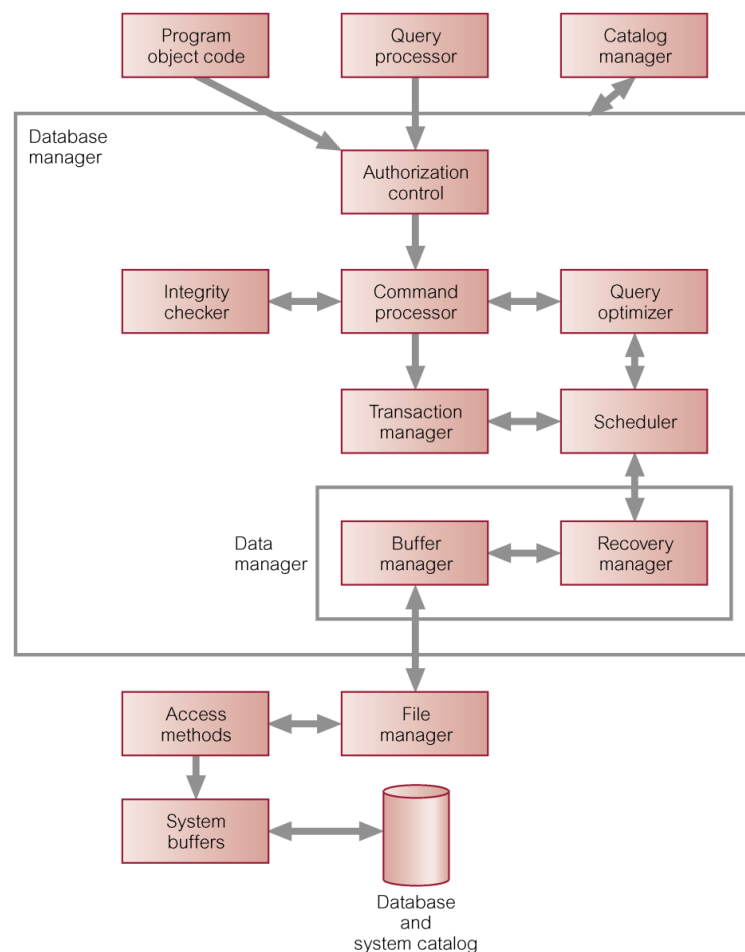 Program
object code
Query
processor
Catalog
manager
Database
manager
Authorization
control
Integrity
checker
Command
processor
Query
optimizer
Transaction
manager
Scheduler
Data
manager
Buffer
manager
Recovery
manager
Access
methods
File
manager
System
buffers
Database
and
system catalog